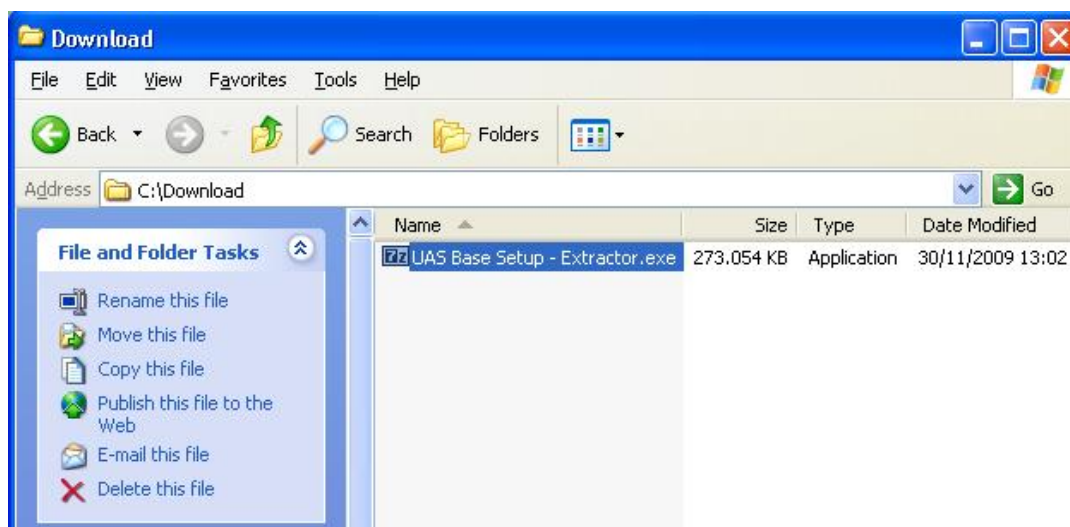 Download
File Edit View Favorites Tools Help
Back Search Folders
Address C:\Download Go
Name Size Type Date Modified
File and Folder Tasks
7z UAS Base Setup - Extractor.exe 273.054 KB Application 30/11/2009 13:02
Rename this file
Move this file
Copy this file
Publish this file to the
Web
E-mail this file
Delete this file